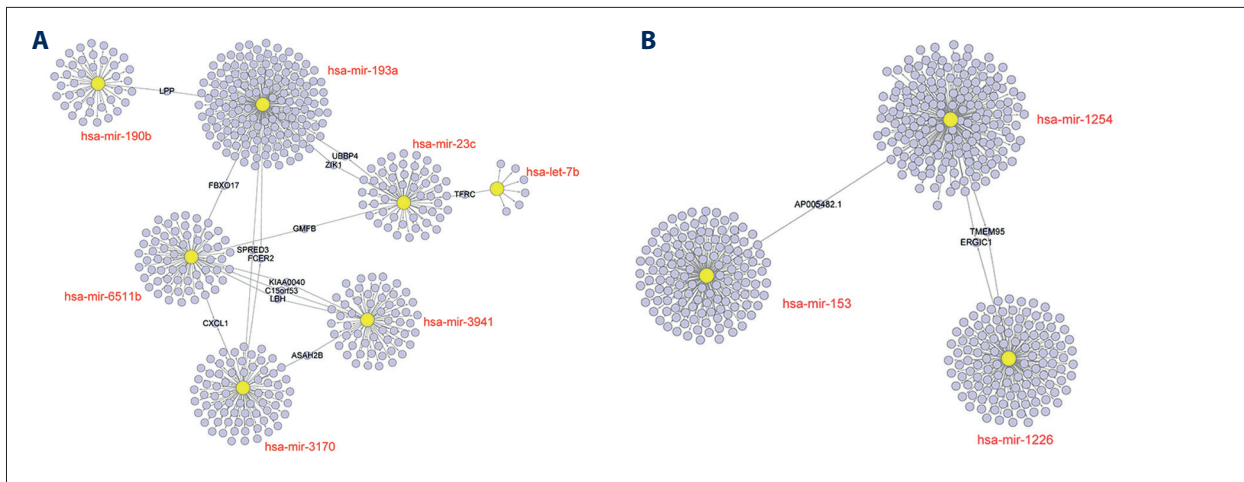 A
hsa-mir-193a
LPP
hsa-mir-190b
hsa-mir-23c
UBBP4
ZIK1
hsa-let-7b
FBXO17
TFRC
GMFB
SPRED3
FCER2
KIAA0040
C15orf53
LBH
hsa-mir-6511b
hsa-mir-3941
CXCL1
ASAH2B
hsa-mir-3170
B
hsa-mir-1254
AP005482.1
TMEM95
ERGIC1
hsa-mir-153
hsa-mir-1226